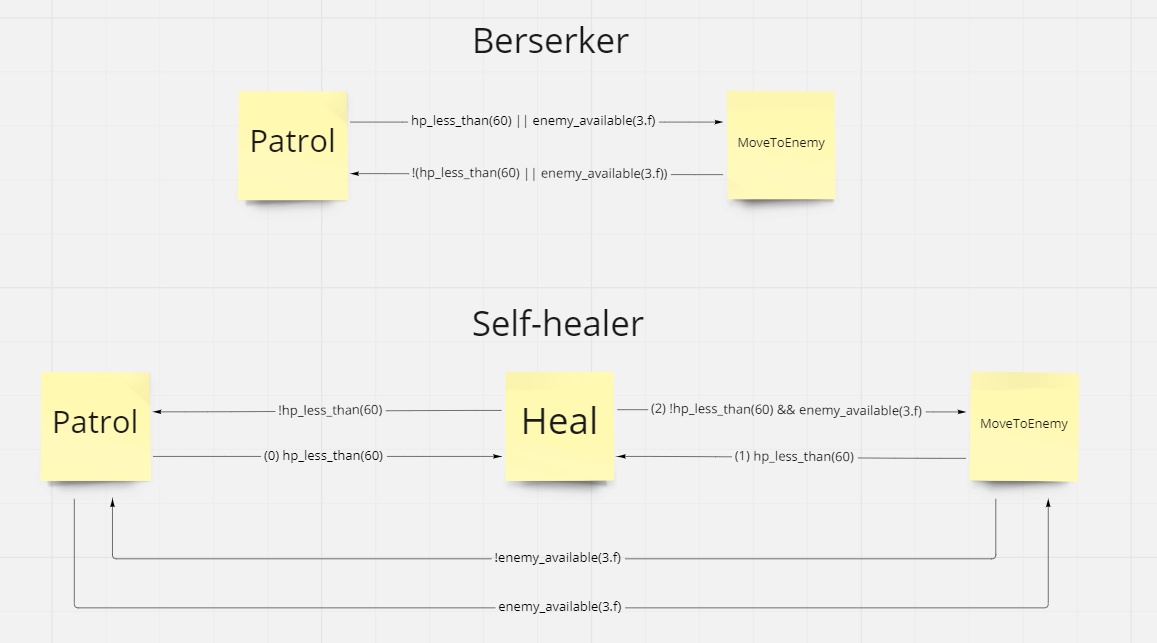 Berserker
Patrol
hp_less_than(60) || enemy_available(3.f)
!(hp_less_than(60) || enemy_available(3.f))
MoveToEnemy
Self-healer
Patrol
!hp_less_than(60)
(0) hp_less_than(60)
Heal
(2) !hp_less_than(60) && enemy_available(3.f)
(1) hp_less_than(60)
MoveToEnemy
!enemy_available(3.f)
enemy_available(3.f)